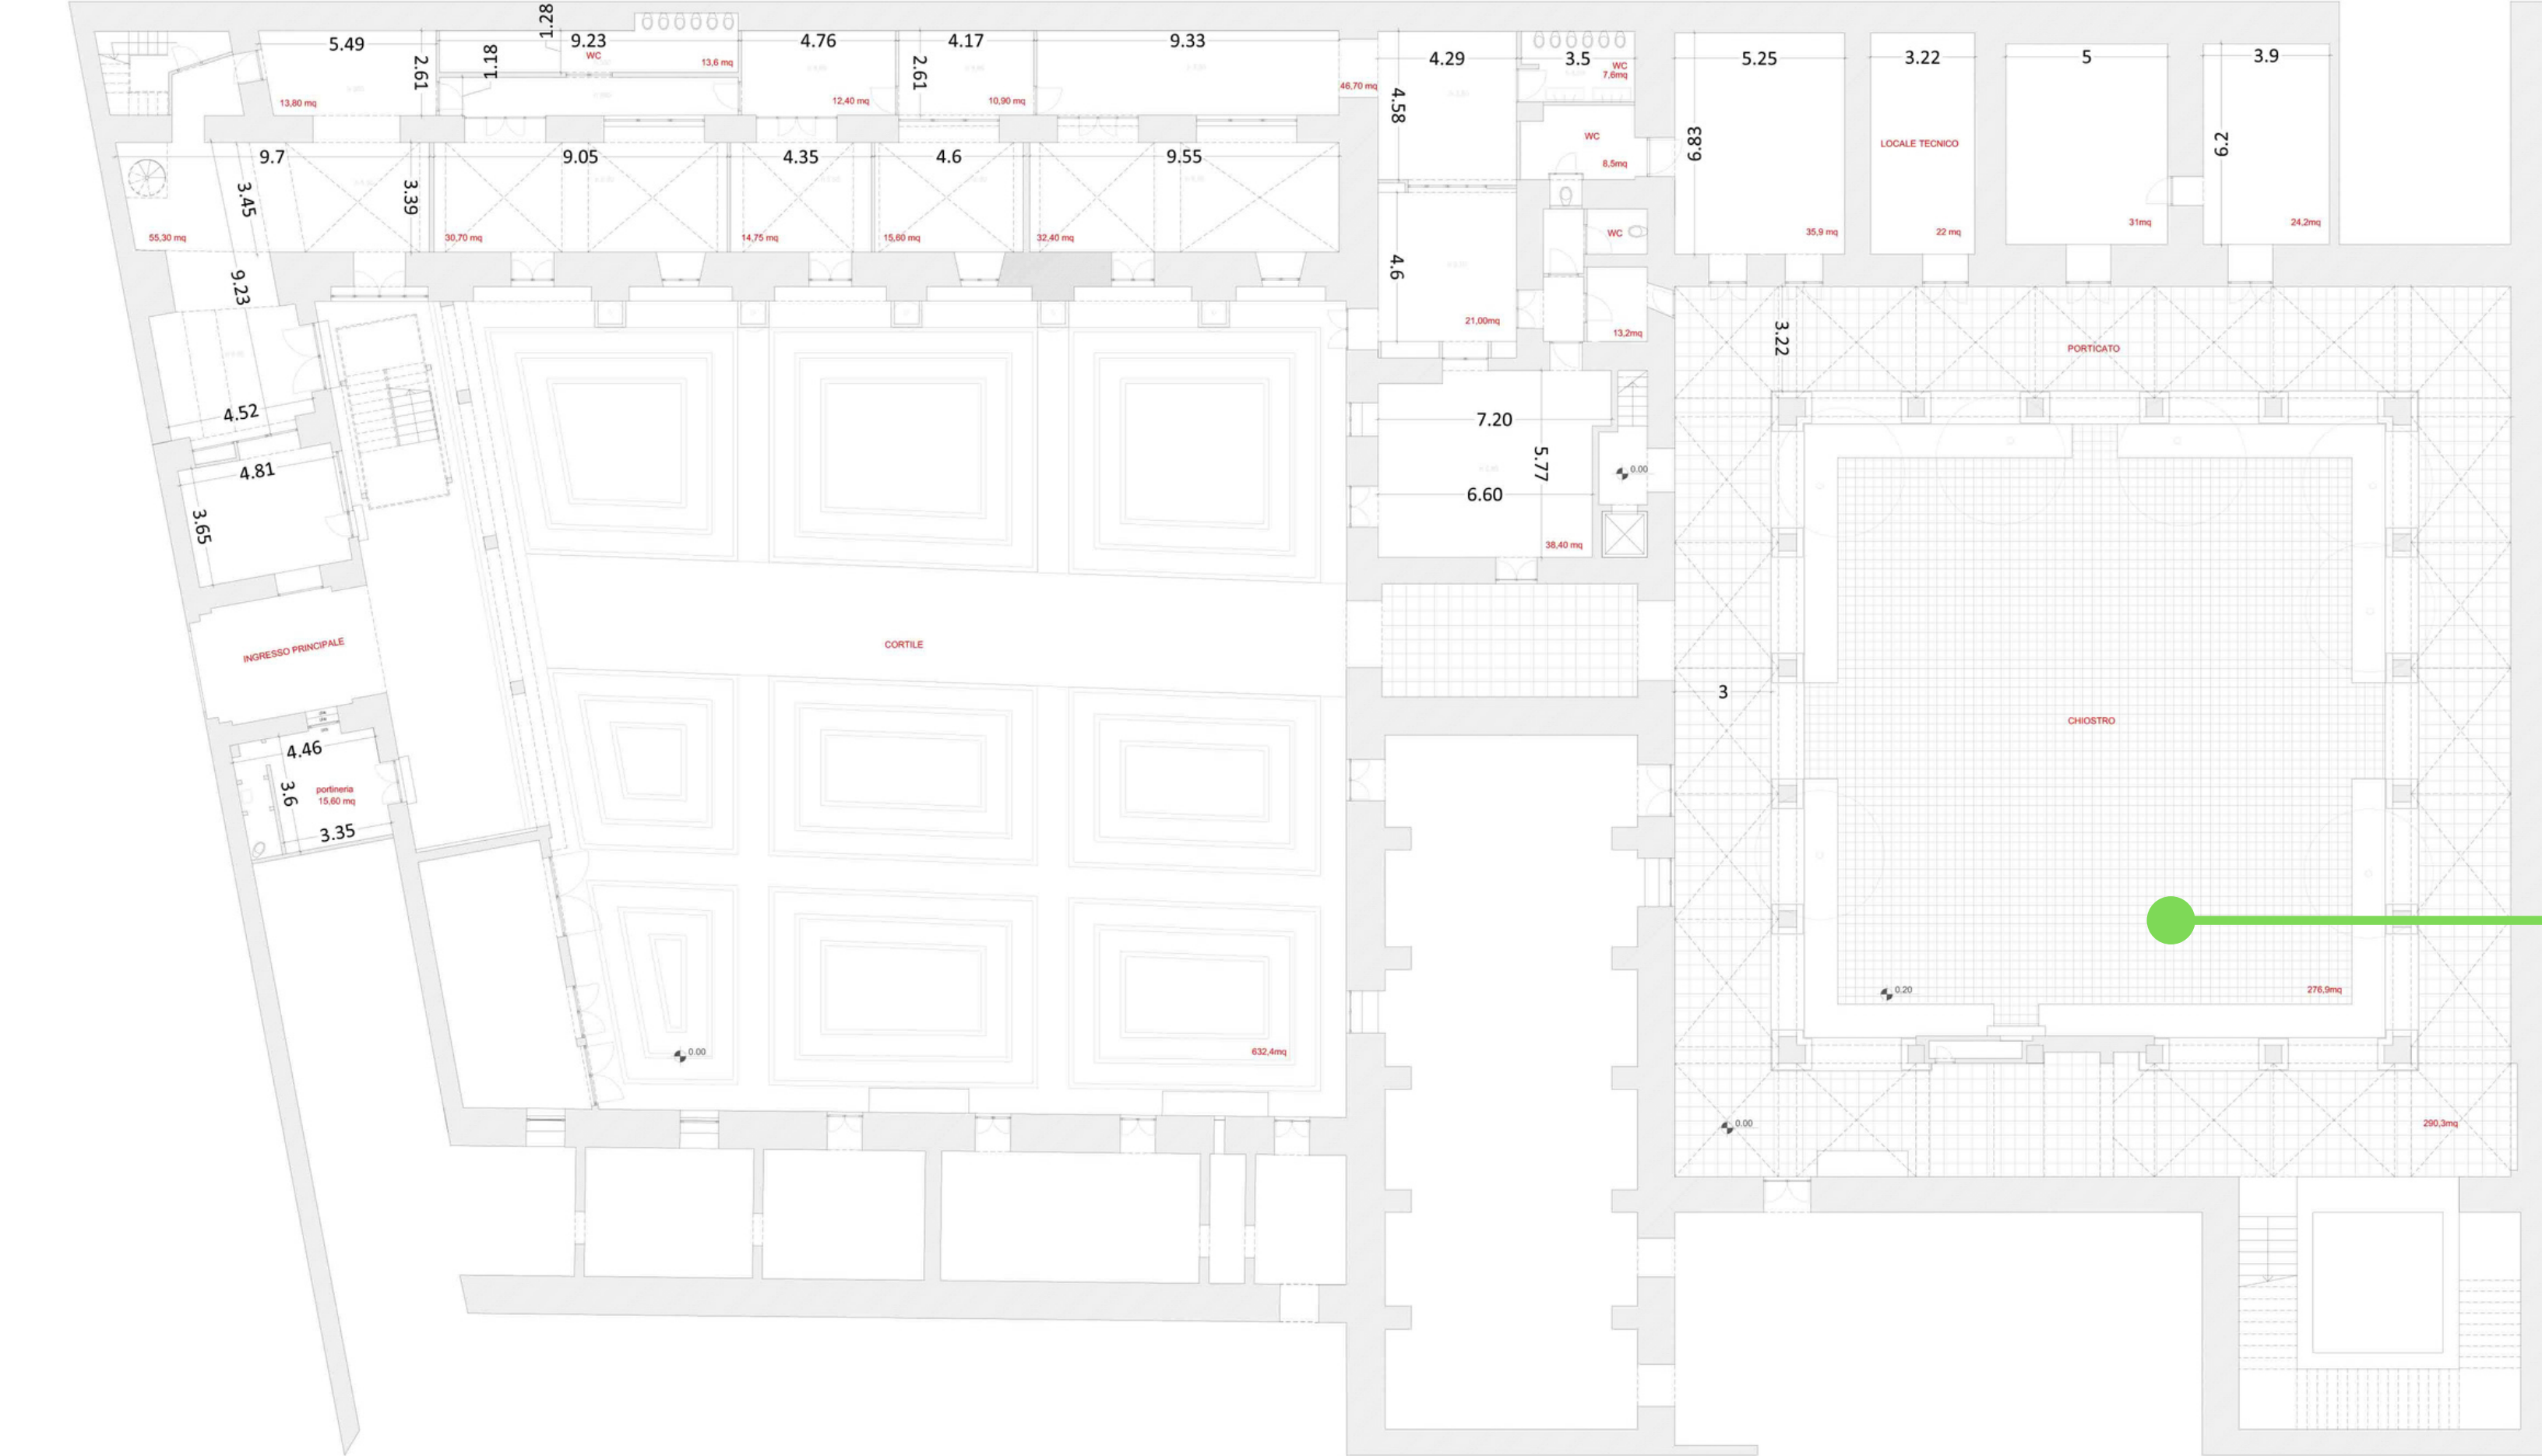 1.28
5.49
9.23
4.76
4.17
9.33
4.29
3.5
5.25
3.22
5
3.9
WC
13,6 mq
1.18
2.61
2.61
WC
7,6mq
13,80 mq
12,40 mq
10,90 mq
46,70 mq
4.58
WC
8,5mq
6.83
LOCALE TECNICO
6.2
9.7
9.05
4.35
4.6
9.55
3.45
3.39
55,30 mq
30,70 mq
14,75 mq
15,60 mq
32,40 mq
WC
35,9 mq
22 mq
31mq
24,2mq
9.23
4.6
21,00mq
13,2mq
3.22
PORTICATO
4.52
4.81
3.65
7.20
5.77
6.60
0.00
38,40 mq
INGRESSO PRINCIPALE
CORTILE
3
CHIOSTRO
4.46
3.6
portineria
15,60 mq
3.35
0.20
276,9mq
0.00
632,4mq
0.00
290,3mq